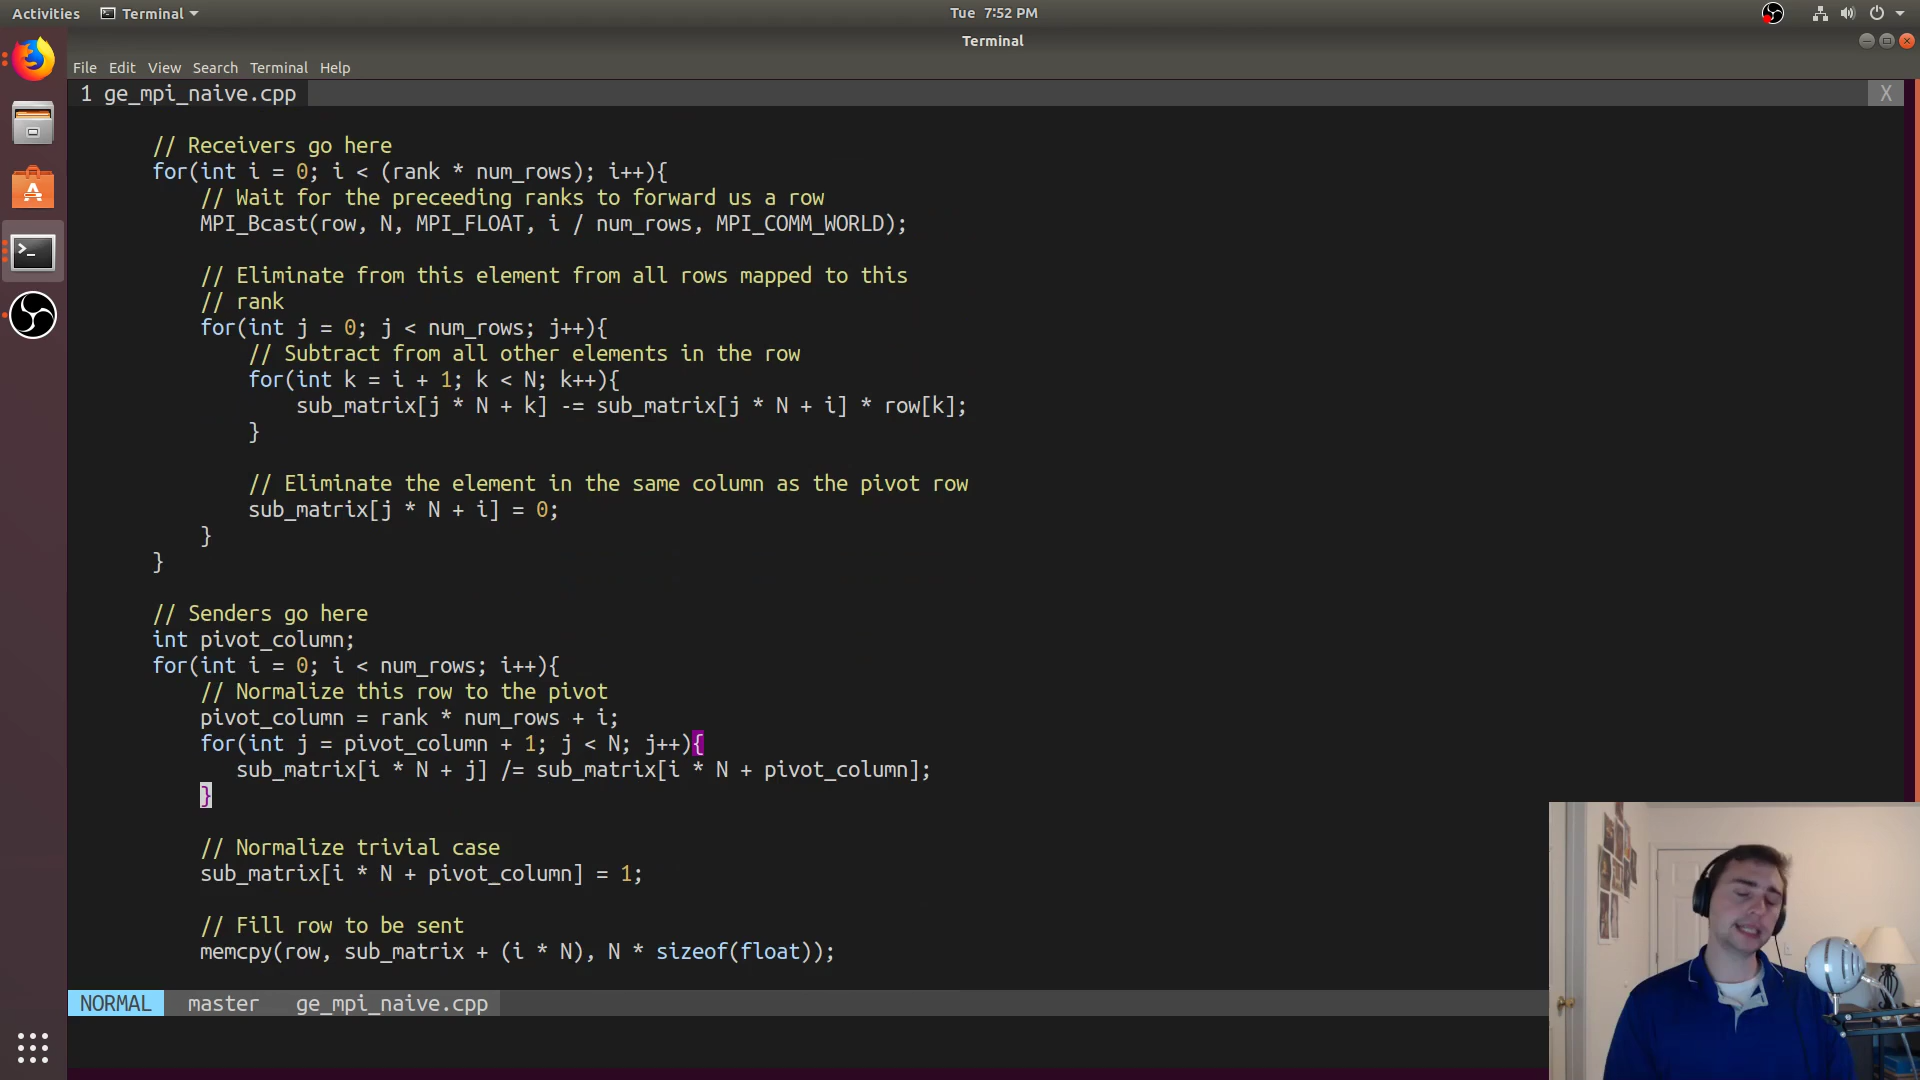 Activities Terminal Tue 7:52 PM
Terminal
File Edit View Search Terminal Help
1 ge_mpi_naive.cpp X
// Receivers go here
for(int i = 0; i < (rank * num_rows); i++){
// Wait for the preceeding ranks to forward us a row
MPI_Bcast(row, N, MPI_FLOAT, i / num_rows, MPI_COMM_WORLD);
// Eliminate from this element from all rows mapped to this
// rank
for(int j = 0; j < num_rows; j++){
// Subtract from all other elements in the row
for(int k = i + 1; k < N; k++){
sub_matrix[j * N + k] -= sub_matrix[j * N + i] * row[k];
}
// Eliminate the element in the same column as the pivot row
sub_matrix[j * N + i] = 0;
}
}
// Senders go here
int pivot_column;
for(int i = 0; i < num_rows; i++){
// Normalize this row to the pivot
pivot_column = rank * num_rows + i;
for(int j = pivot_column + 1; j < N; j++){
sub_matrix[i * N + j] /= sub_matrix[i * N + pivot_column];
}
// Normalize trivial case
sub_matrix[i * N + pivot_column] = 1;
// Fill row to be sent
memcpy(row, sub_matrix + (i * N), N * sizeof(float));
NORMAL master ge_mpi_naive.cpp